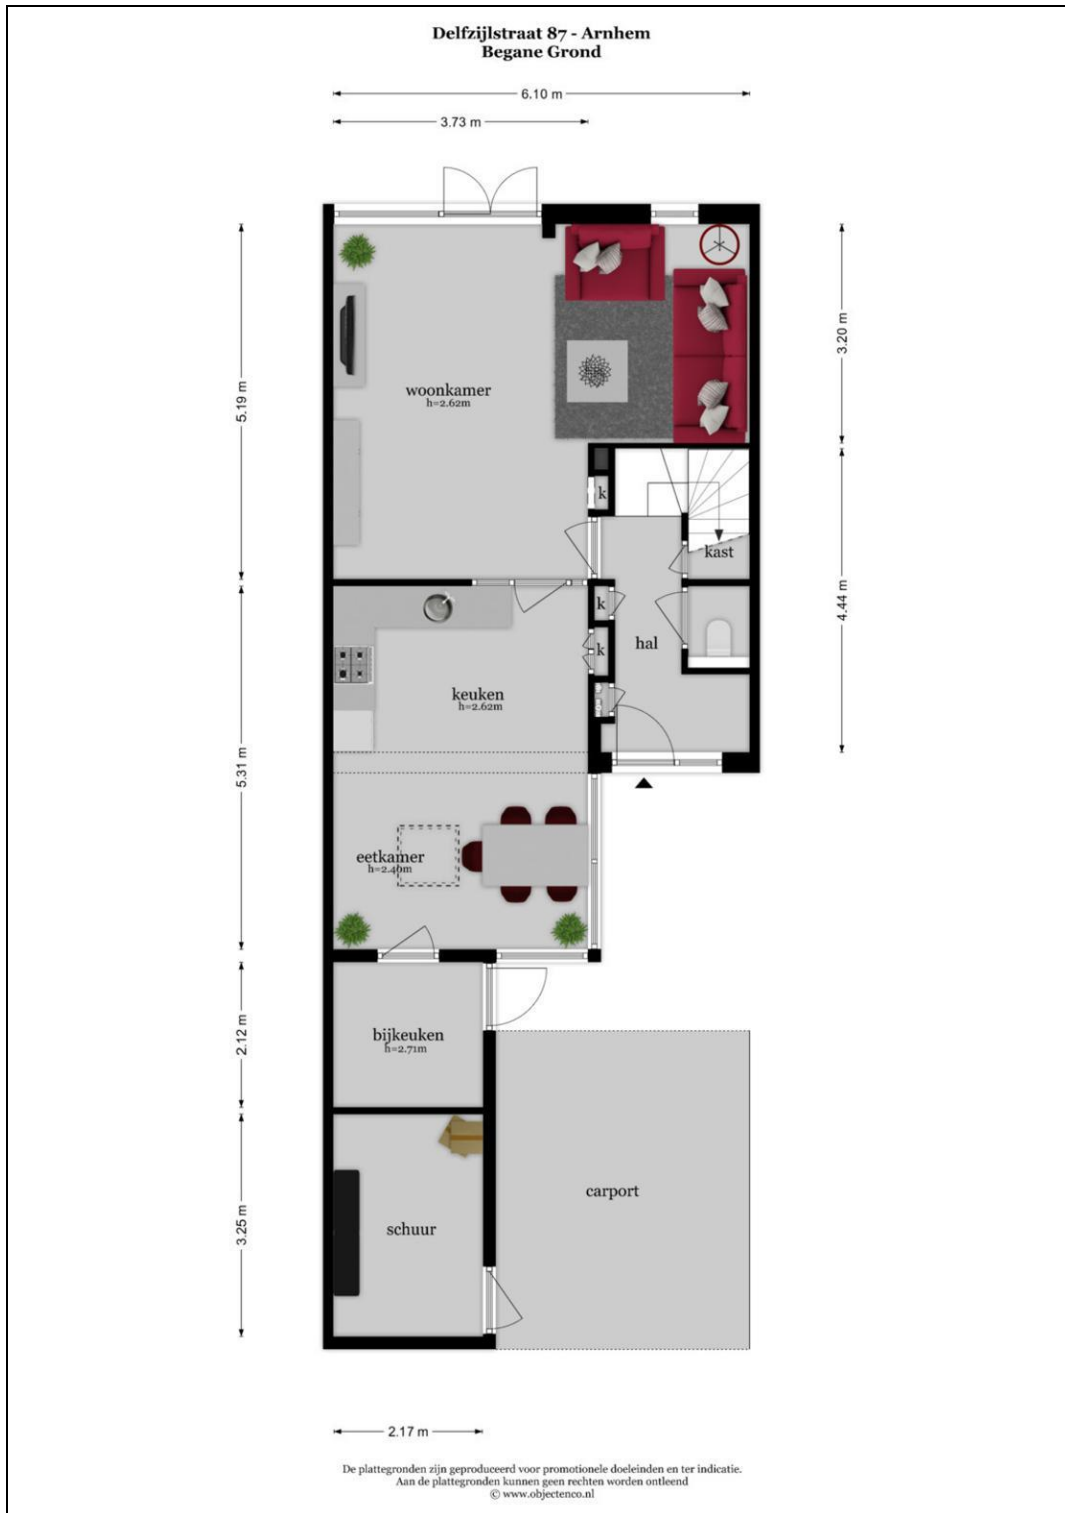 Delfzijlstraat 87 - Arnhem
Begane Grond
6.10 m
3.73 m
5.19 m
3.20 m
woonkamer
h=2.62m
k
kast
4.44 m
k
hal
k
keuken
h=2.62m
5.31 m
eetkamer
h=2.40m
2.12 m
bijkeuken
h=2.71m
carport
3.25 m
schuur
2.17 m
De plattegronden zijn geproduceerd voor promotionele doeleinden en ter indicatie.
Aan de plattegronden kunnen geen rechten worden ontleend
© www.objectenco.nl